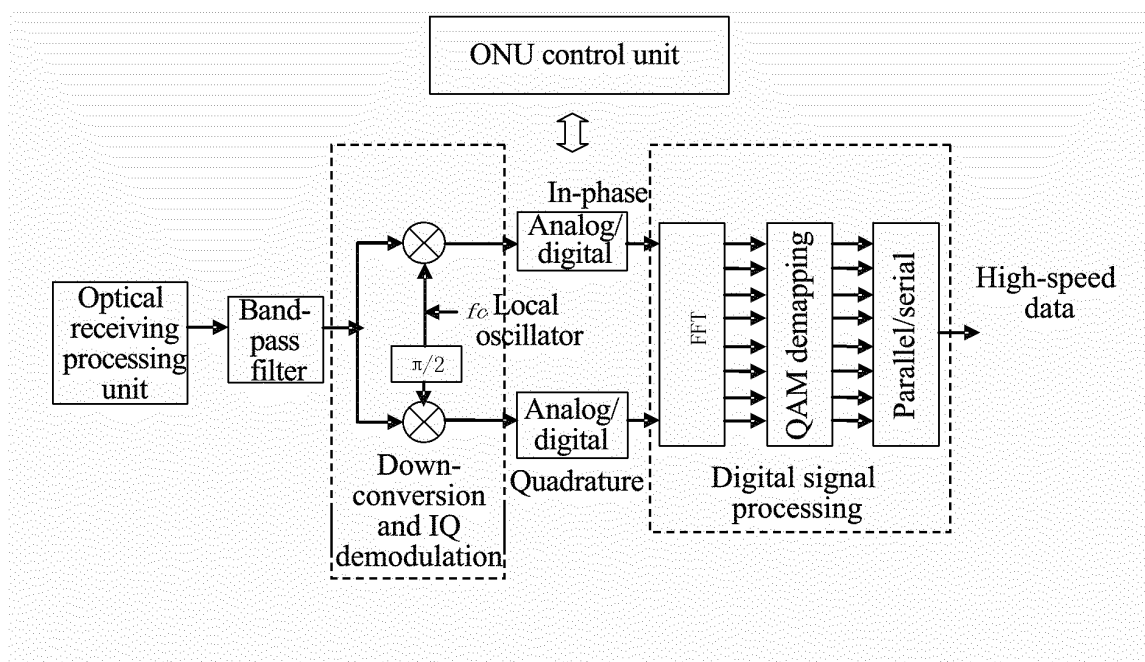 ONU control unit
In-phase
Analog/
digital
Optical
receiving
processing
unit
Band-
pass
filter
fc Local
oscillator
π/2
Analog/
digital
Quadrature
Down-
conversion
and IQ
demodulation
FFT
QAM demapping
Parallel/serial
High-speed
data
Digital signal
processing